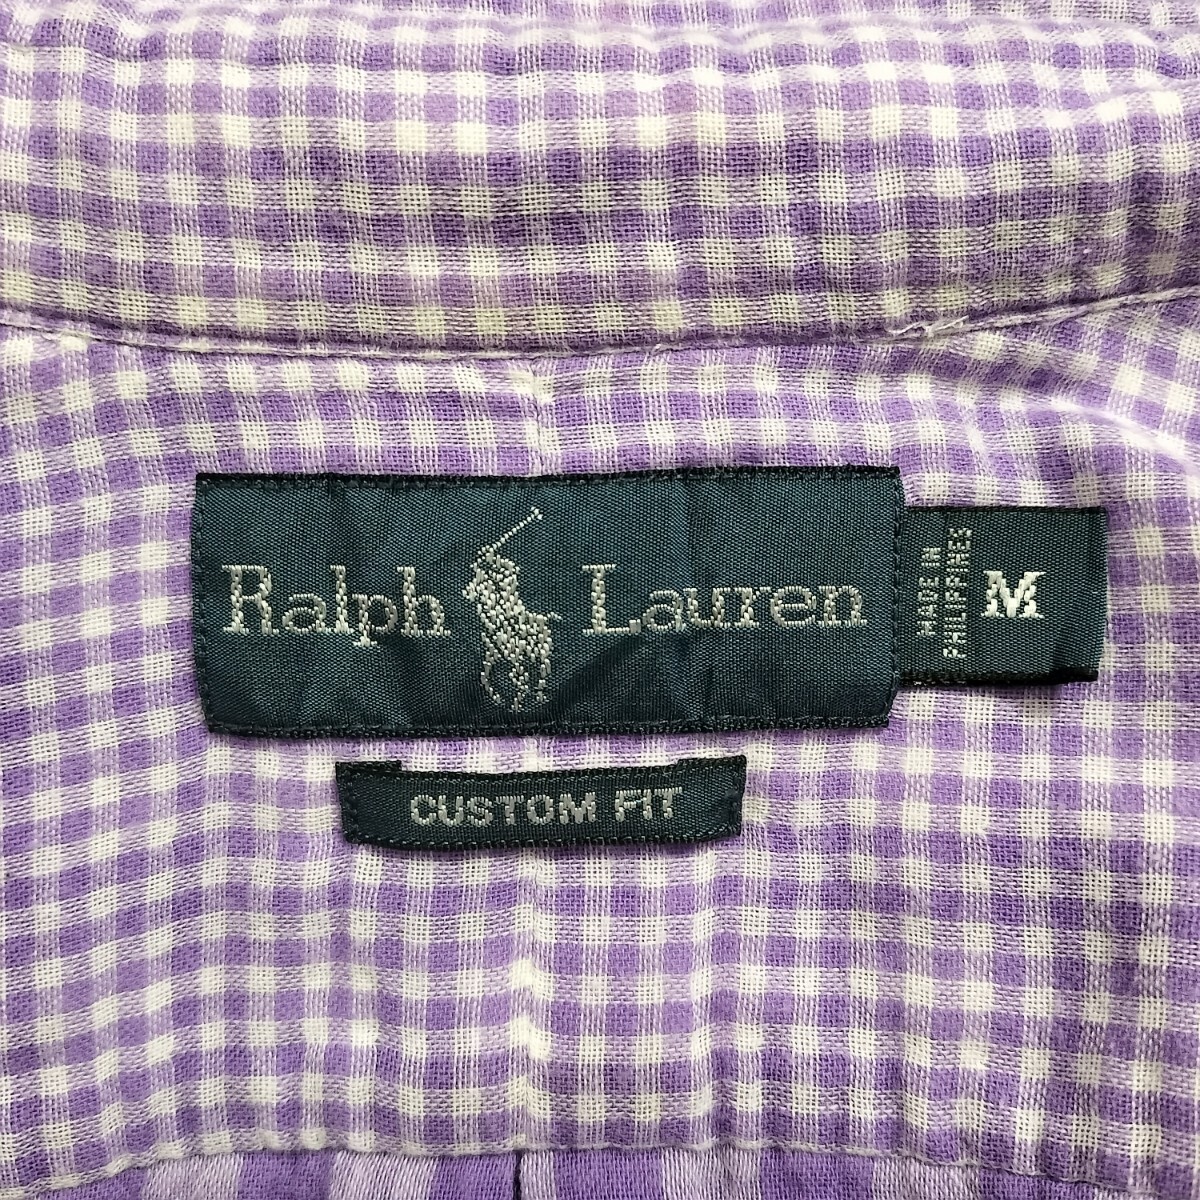 Ralph Lauren
MADE IN
PHILIPPINES
M
CUSTOM FIT